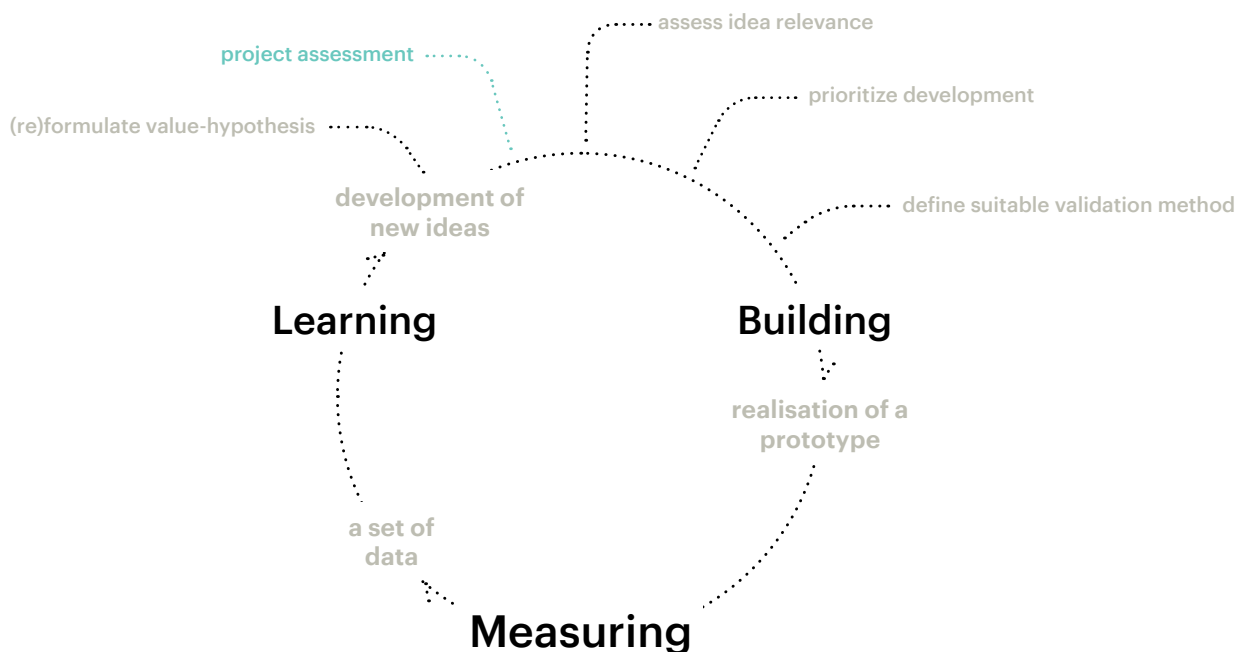 assess idea relevance
project assessment
prioritize development
(re)formulate value-hypothesis
development of
new ideas
define suitable validation method
Learning
Building
realisation of a
prototype
a set of
data
Measuring